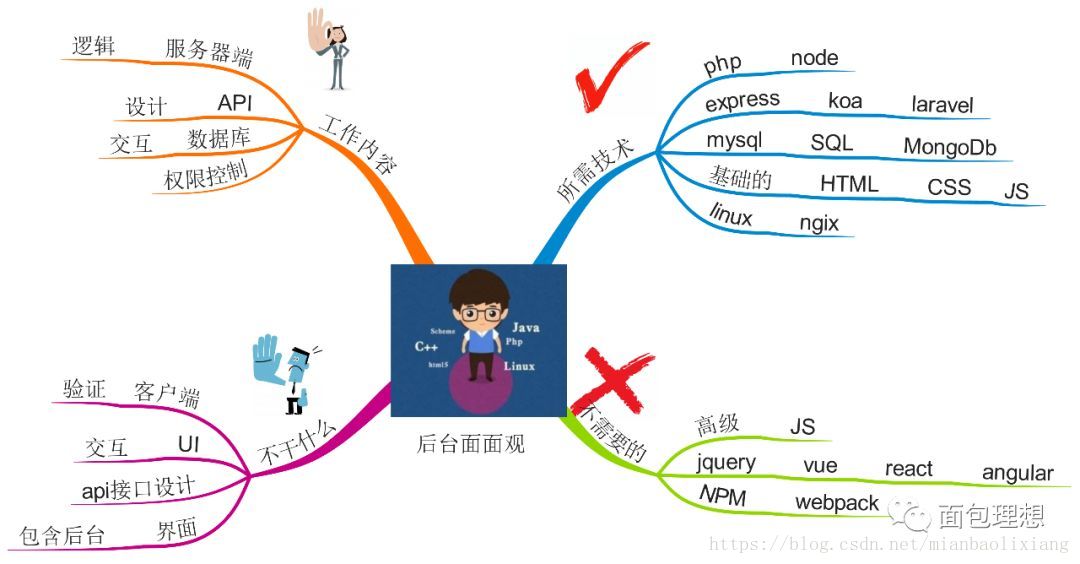 逻辑 服务器端
设计 API
交互 数据库
权限控制
工作内容
所需技术
php node
express koa laravel
mysql SQL MongoDb
基础的 HTML CSS JS
linux ngix
Scheme
Java
C++
Php
html5
Linux
后台面面观
不干什么
验证 客户端
交互 UI
api接口设计
包含后台 界面
不需要的
高级 JS
jquery vue react angular
NPM webpack
面包理想
https://blog.csdn.net/mianbaolixiang